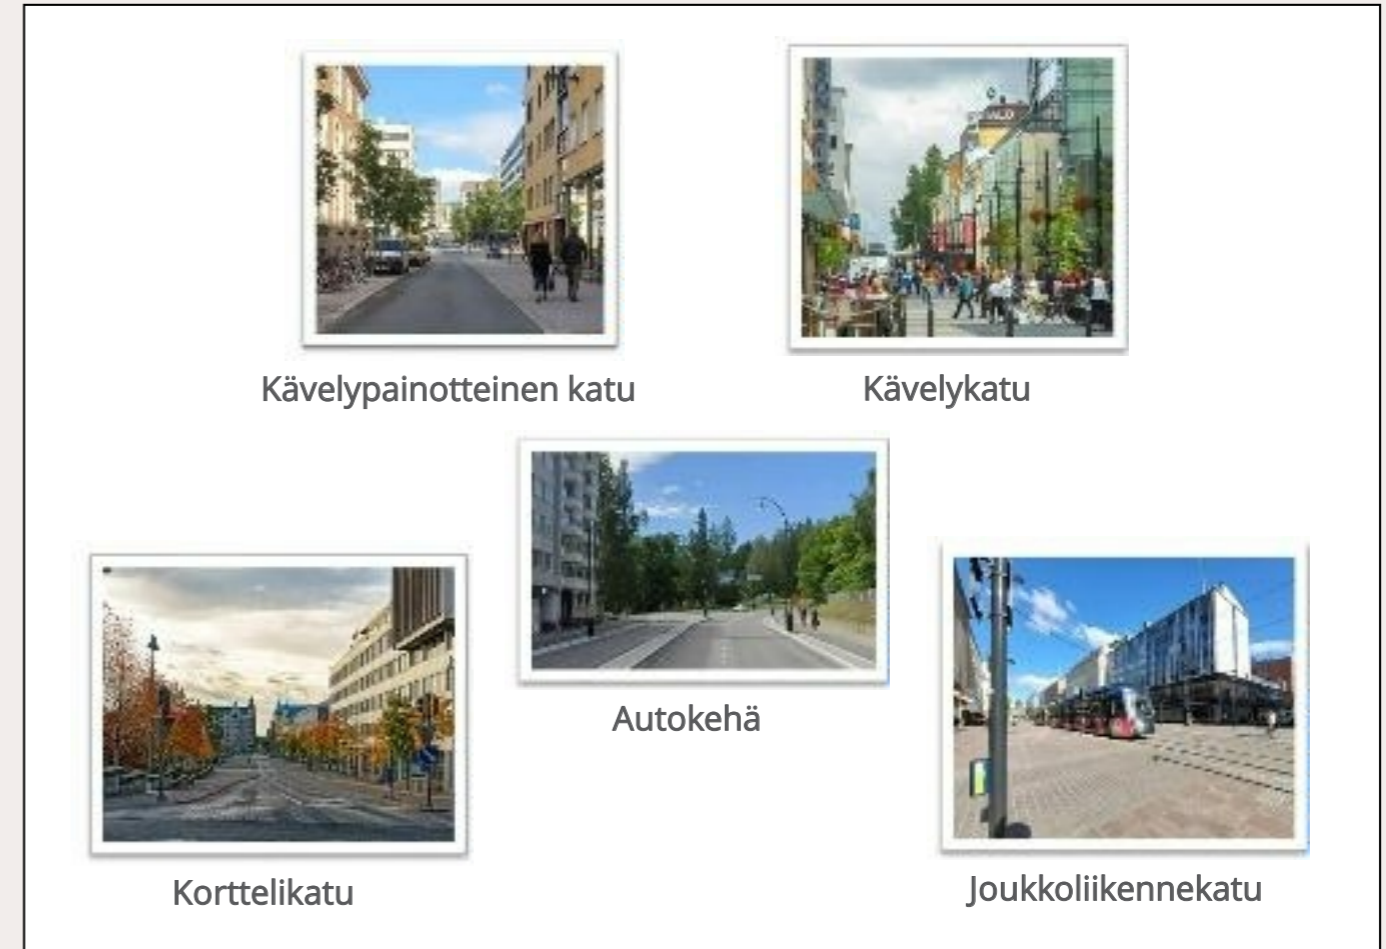 Kävelypainotteinen katu
Kävelykatu
Autokehä
Korttelikatu
Joukkoliikennekatu